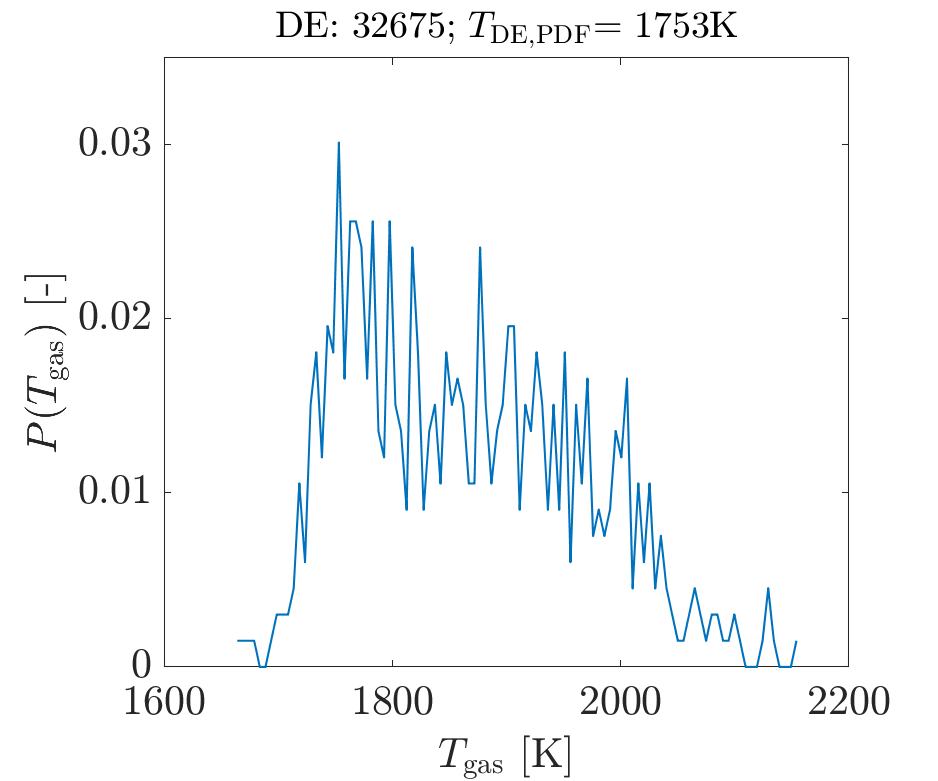 DE: 32675; T_DE,PDF= 1753K
P(T_gas) [-]
0.03
0.02
0.01
0
1600 1800 2000 2200
T_gas [K]